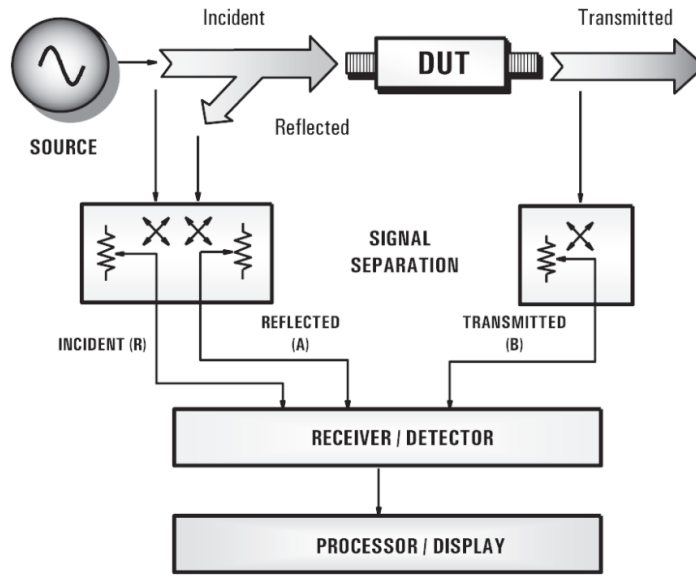 Incident
Transmitted
DUT
Reflected
SOURCE
SIGNAL
SEPARATION
INCIDENT (R)
REFLECTED
(A)
TRANSMITTED
(B)
RECEIVER / DETECTOR
PROCESSOR / DISPLAY